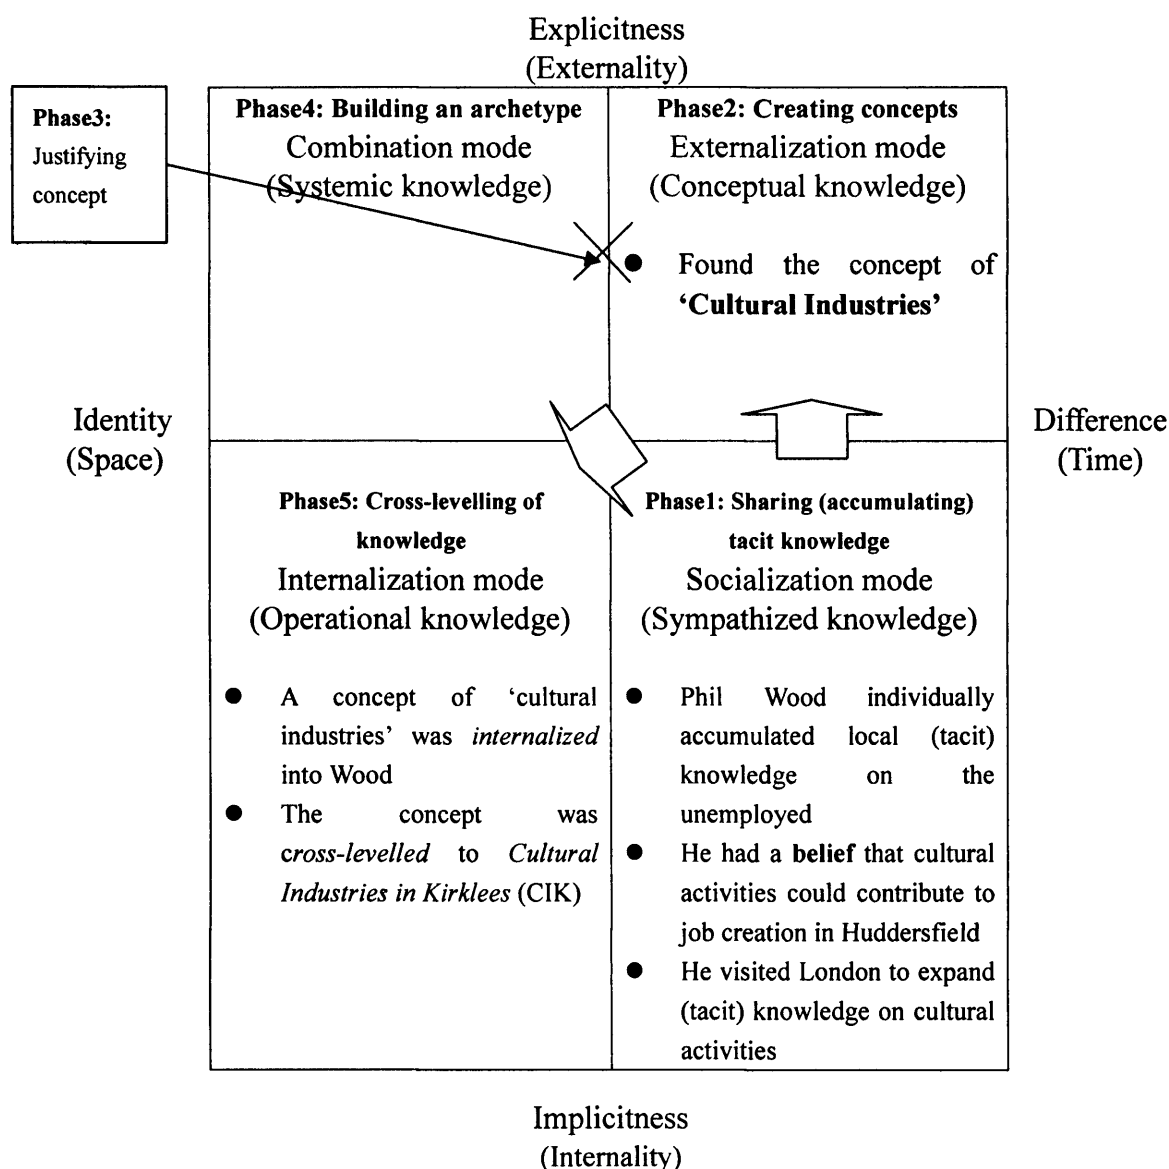 Explicitness
(Externality)
Phase3:
Justifying
concept
Phase4: Building an archetype
Combination mode
(Systemic knowledge)
Phase2: Creating concepts
Externalization mode
(Conceptual knowledge)
● Found the concept of
‘Cultural Industries’
Identity
(Space)
Difference
(Time)
Phase5: Cross-levelling of
knowledge
Internalization mode
(Operational knowledge)
● A concept of ‘cultural
industries’ was internalized
into Wood
● The concept was
cross-levelled to Cultural
Industries in Kirklees (CIK)
Phase1: Sharing (accumulating)
tacit knowledge
Socialization mode
(Sympathized knowledge)
● Phil Wood individually
accumulated local (tacit)
knowledge on the
unemployed
● He had a belief that cultural
activities could contribute to
job creation in Huddersfield
● He visited London to expand
(tacit) knowledge on cultural
activities
Implicitness
(Internality)